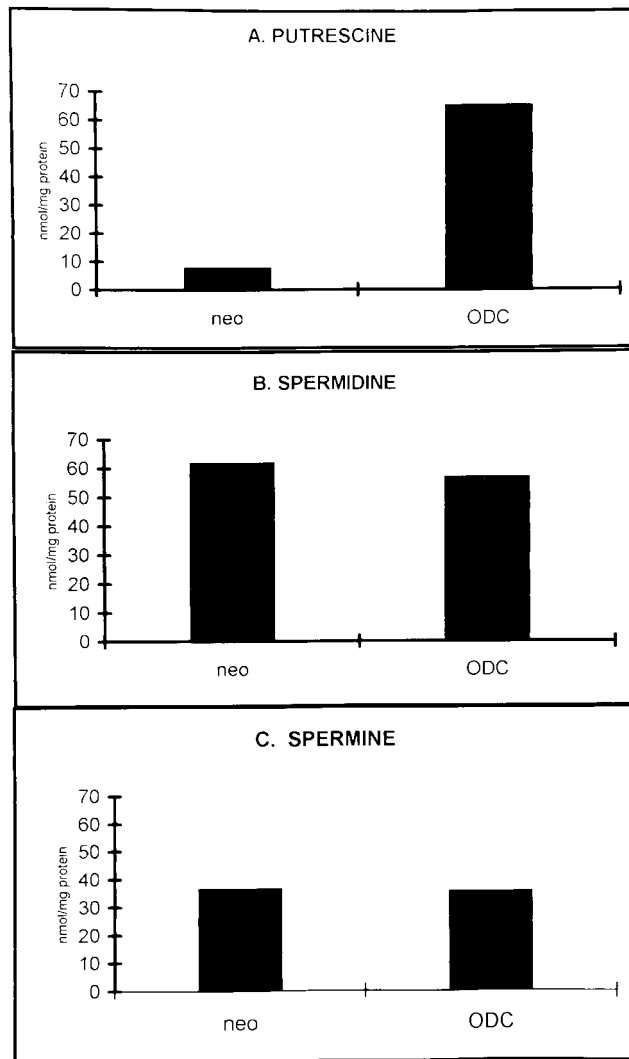 A. PUTRESCINE
70
60
50
40
30
20
10
0
nmol/mg protein
neo ODC
B. SPERMIDINE
70
60
50
40
30
20
10
0
nmol/mg protein
neo ODC
C. SPERMINE
70
60
50
40
30
20
10
0
nmol/mg protein
neo ODC